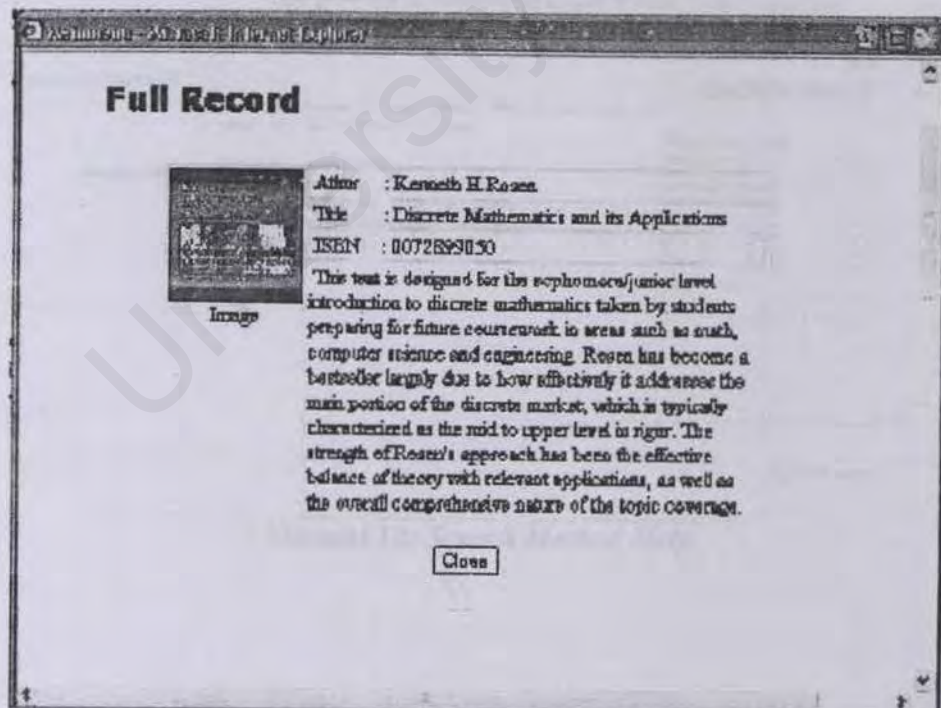 Microsoft Internet Explorer
Full Record
Author : Kenneth H Rosen
Title : Discrete Mathematics and its Applications
ISBN : 0072899050
This text is designed for the sophomore/junior level
introduction to discrete mathematics taken by students
preparing for future coursework in areas such as math,
computer science and engineering. Rosen has become a
bestseller largely due to how effectively it addresses the
main portion of the discrete market, which is typically
characterized as the mid to upper level in rigor. The
strength of Rosen's approach has been the effective
balance of theory with relevant applications, as well as
the overall comprehensive nature of the topic coverage.
Image
Close
University